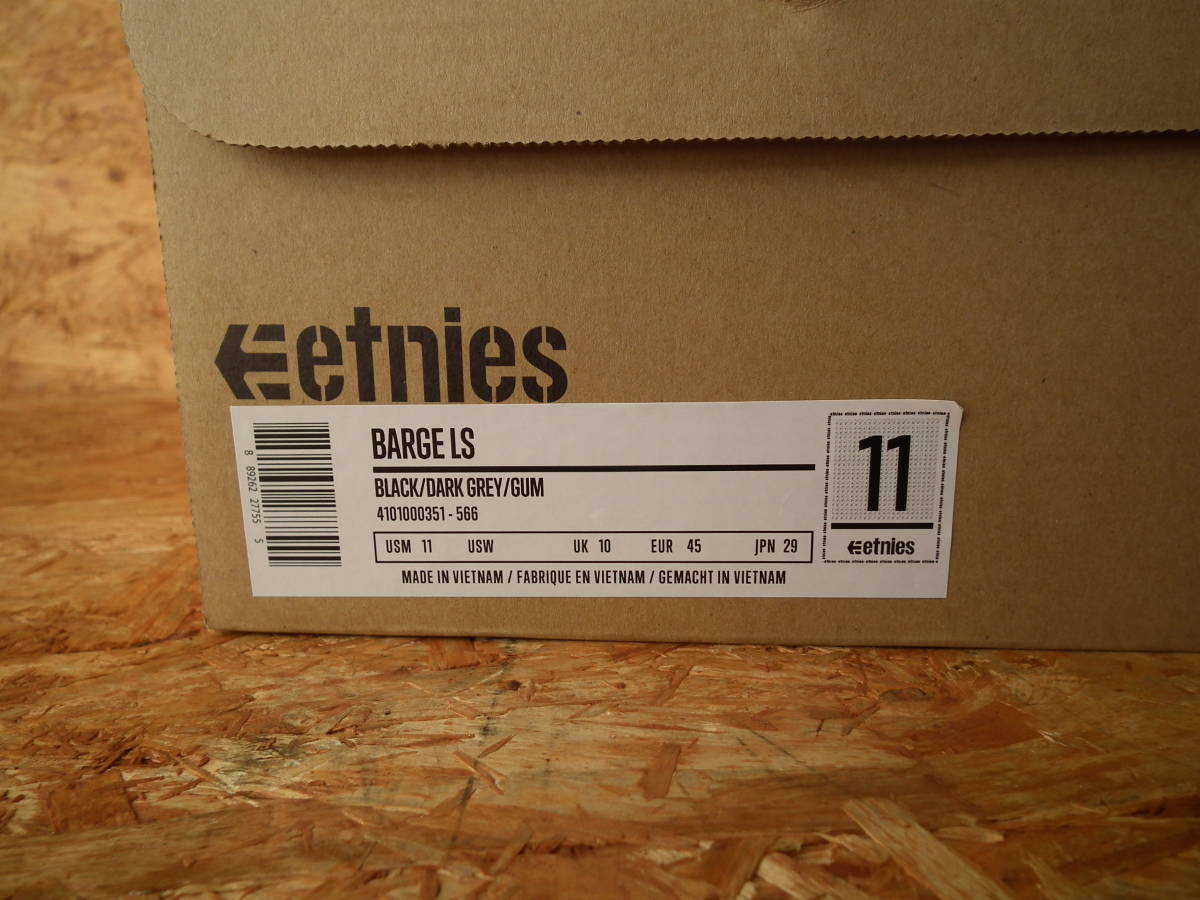 etnies
BARGE LS
BLACK/DARK GREY/GUM
4101000351 - 566
USM 11 USW UK 10 EUR 45 JPN 29
MADE IN VIETNAM / FABRIQUE EN VIETNAM / GEMACHT IN VIETNAM
8 89262 27755 5
11
etnies